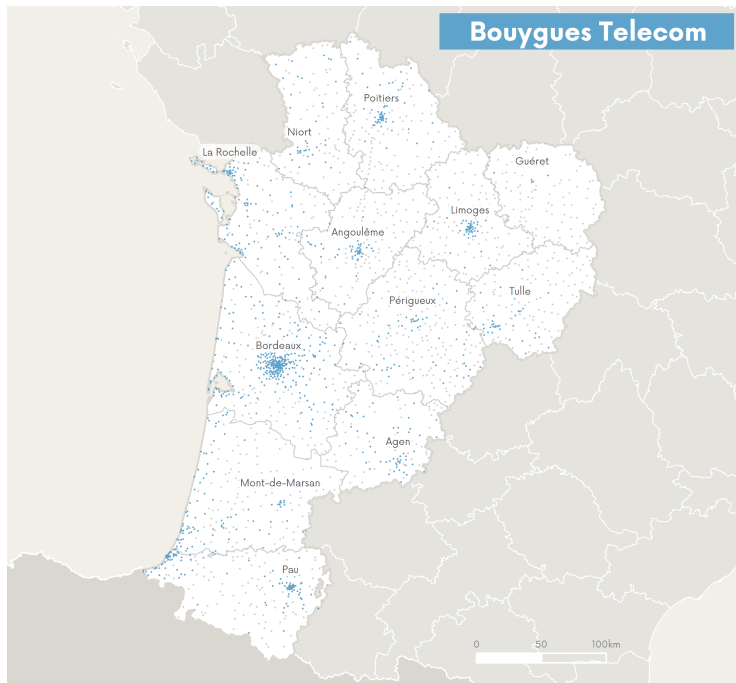 Bouygues Telecom
Poitiers
Niort
La Rochelle
Guéret
Limoges
Angoulême
Tulle
Périgueux
Bordeaux
Agen
Mont-de-Marsan
Pau
0 50 100km